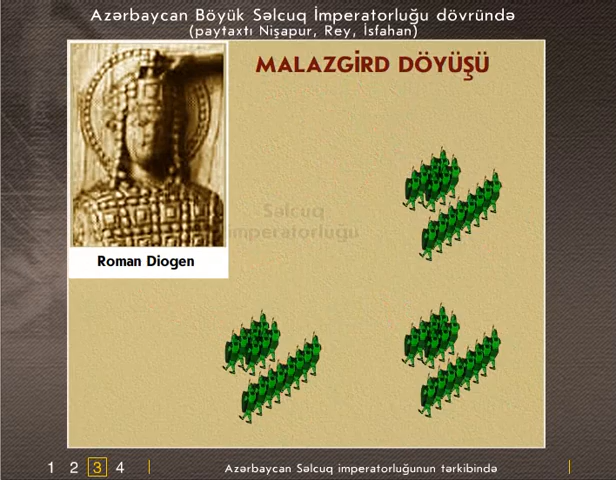 Azərbaycan Böyük Səlcuq İmperatorluğu dövründə
(paytaxtı Nişapur, Rey, İsfahan)
MALAZGİRD DÖYÜŞÜ
Səlcuq
imperatorluğu
Roman Diogen
1 2 3 4
Azərbaycan Səlcuq imperatorluğunun tərkibində